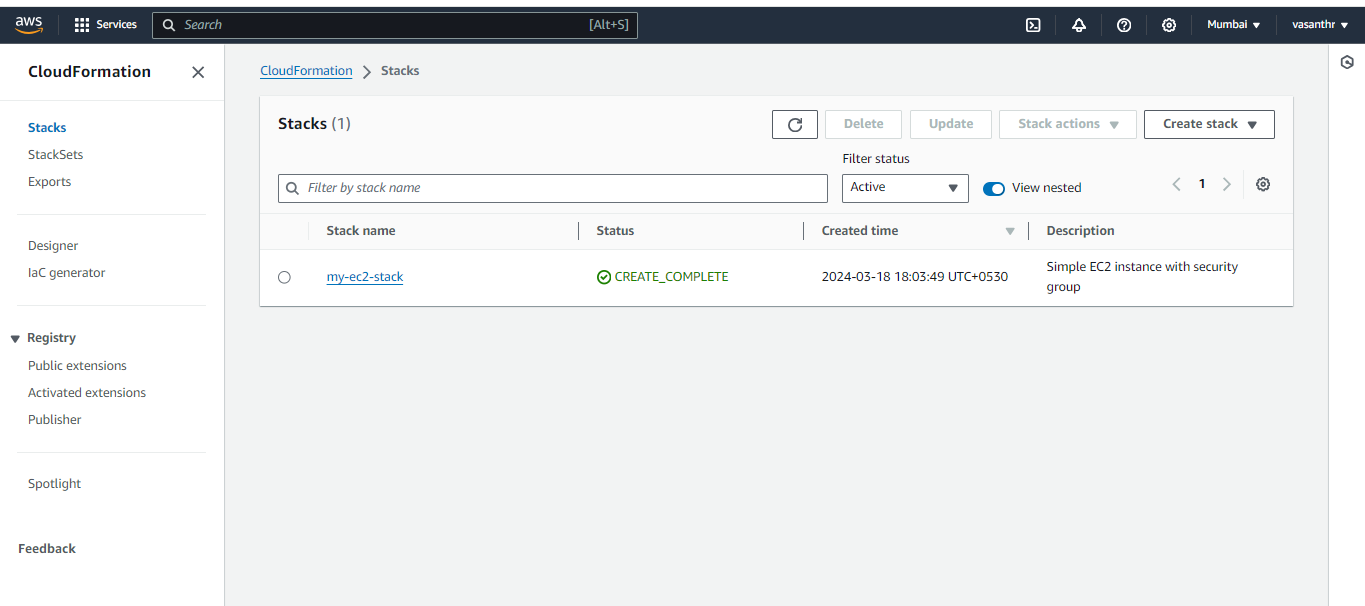 aws
Services
Search
[Alt+S]
Mumbai
vasanthr
CloudFormation
Stacks
StackSets
Exports
Designer
IaC generator
Registry
Public extensions
Activated extensions
Publisher
Spotlight
Feedback
CloudFormation > Stacks
Stacks (1)
Delete
Update
Stack actions
Create stack
Filter status
Filter by stack name
Active
View nested
1
Stack name
Status
Created time
Description
my-ec2-stack
CREATE_COMPLETE
2024-03-18 18:03:49 UTC+0530
Simple EC2 instance with security
group